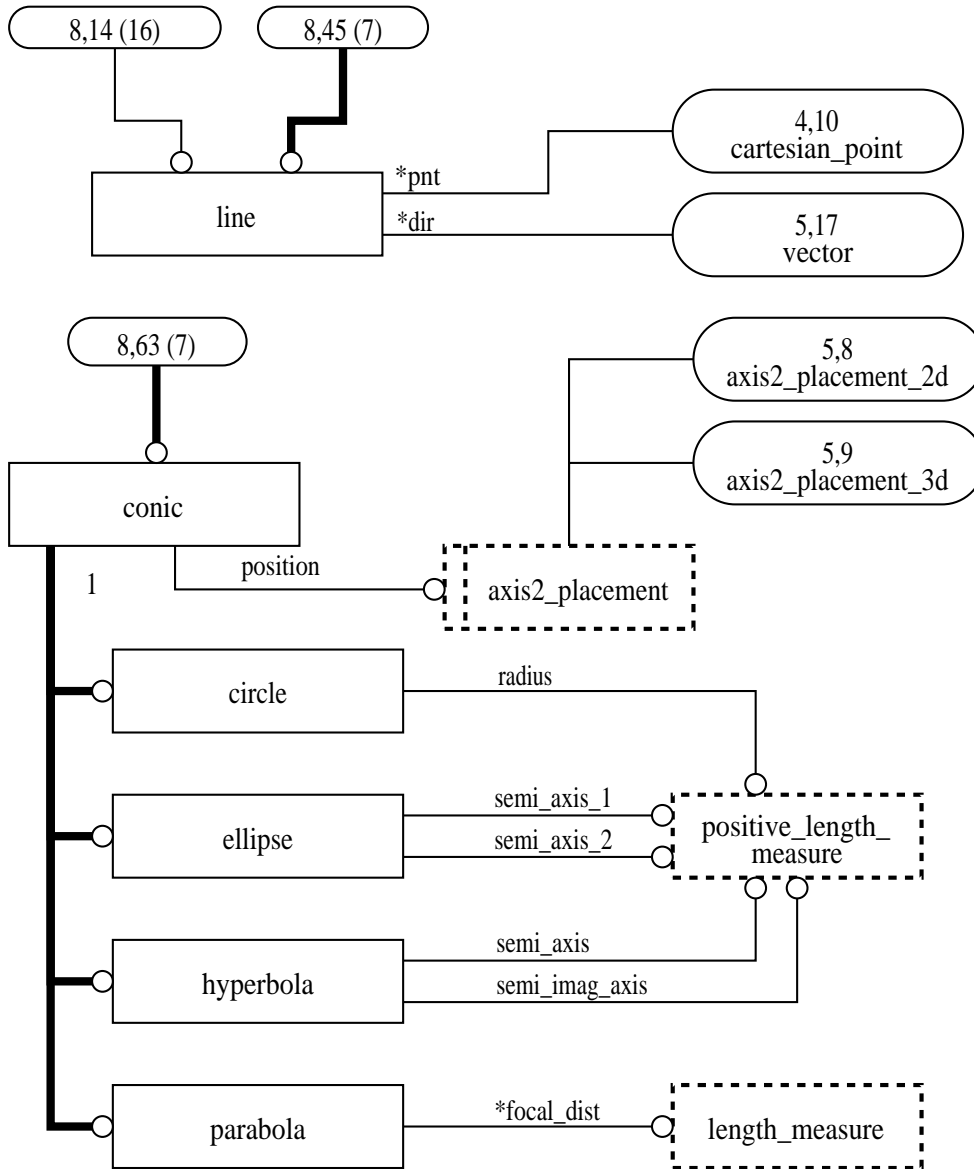 8,14 (16)
8,45 (7)
4,10
cartesian_point
*pnt
line
*dir
5,17
vector
8,63 (7)
5,8
axis2_placement_2d
5,9
axis2_placement_3d
conic
position
1
axis2_placement
radius
circle
semi_axis_1
ellipse
semi_axis_2
positive_length_
measure
semi_axis
hyperbola
semi_imag_axis
*focal_dist
parabola
length_measure